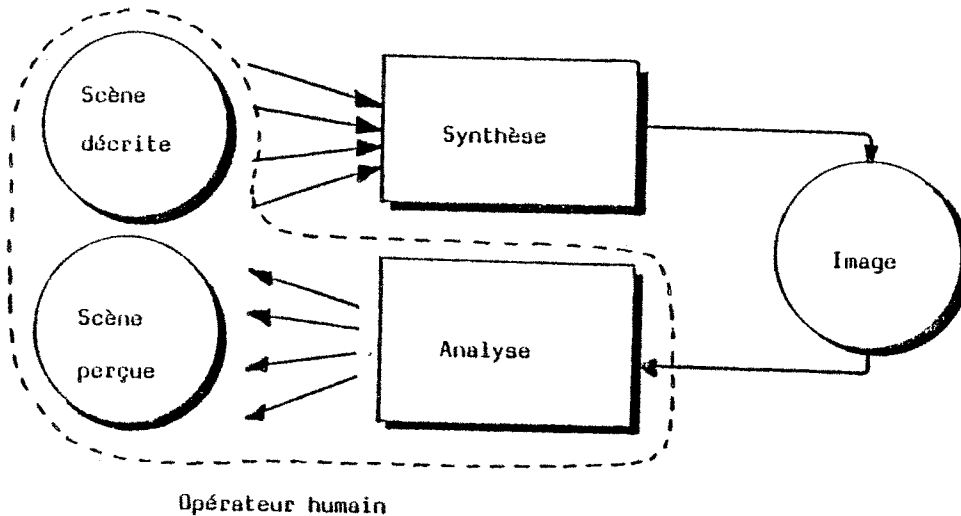 Scène
décrite
Synthèse
Image
Scène
perçue
Analyse
Opérateur humain